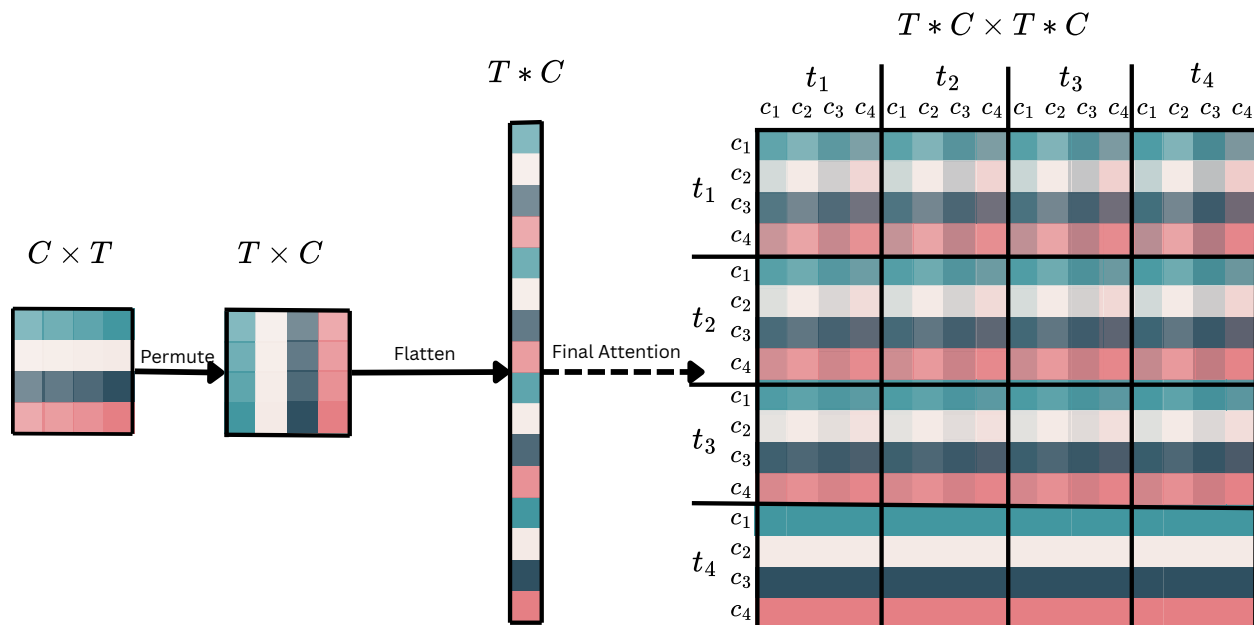 T ∗ C × T ∗ C
T ∗ C
t₁ t₂ t₃ t₄
c₁ c₂ c₃ c₄ c₁ c₂ c₃ c₄ c₁ c₂ c₃ c₄ c₁ c₂ c₃ c₄
C × T
T × C
Permute
Flatten
Final Attention
t₁
c₁
c₂
c₃
c₄
t₂
c₁
c₂
c₃
c₄
t₃
c₁
c₂
c₃
c₄
t₄
c₁
c₂
c₃
c₄